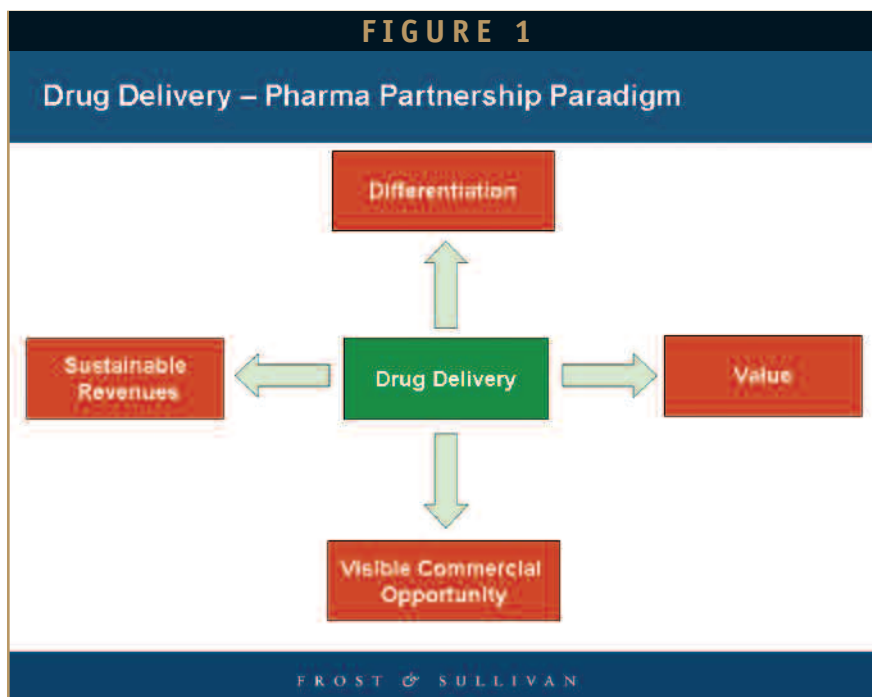 FIGURE 1
Drug Delivery – Pharma Partnership Paradigm
Differentiation
Sustainable
Revenues
Drug Delivery
Value
Visible Commercial
Opportunity
FROST & SULLIVAN